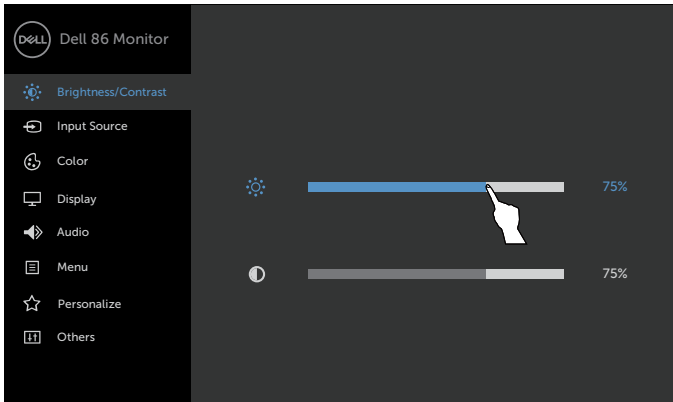 DELL
Dell 86 Monitor
Brightness/Contrast
Input Source
Color
Display
Audio
Menu
Personalize
Others
75%
75%